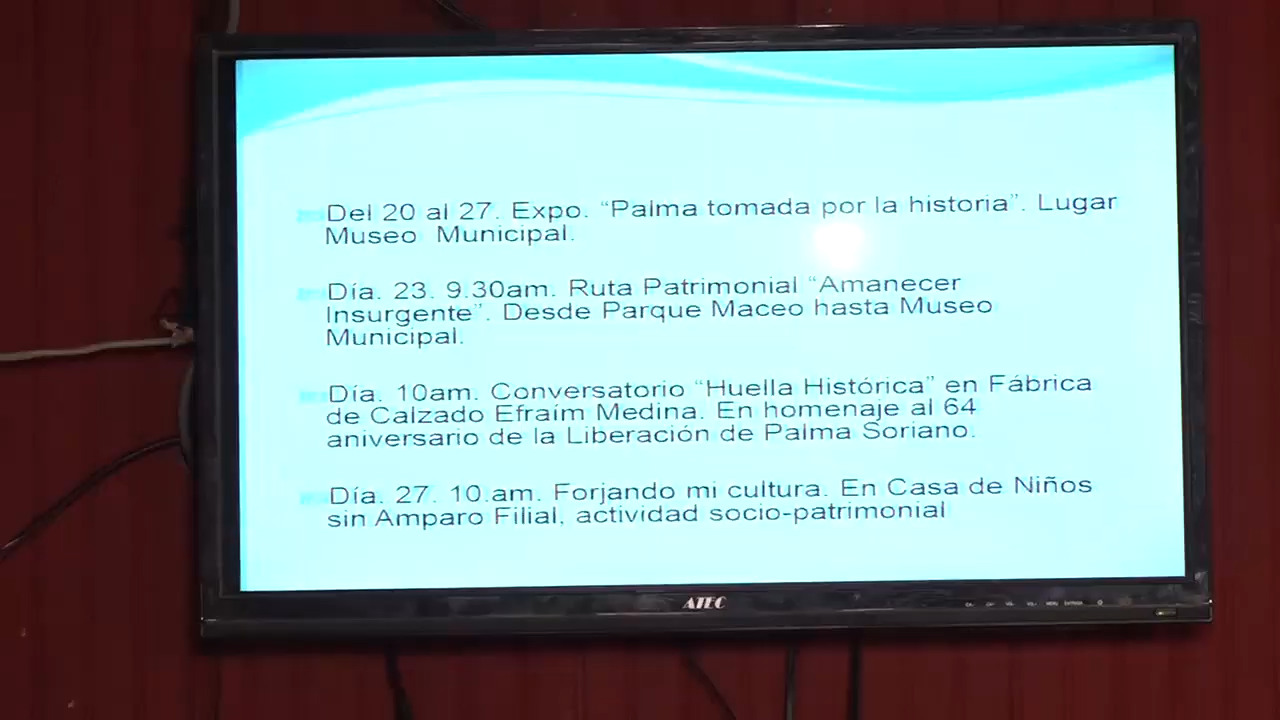 Del 20 al 27. Expo. “Palma tomada por la historia”. Lugar
Museo Municipal.
Día. 23. 9.30am. Ruta Patrimonial “Amanecer
Insurgente”. Desde Parque Maceo hasta Museo
Municipal.
Día. 10am. Conversatorio “Huella Histórica” en Fábrica
de Calzado Efraím Medina. En homenaje al 64
aniversario de la Liberación de Palma Soriano.
Día. 27. 10.am. Forjando mi cultura. En Casa de Niños
sin Amparo Filial, actividad socio-patrimonial
ATEC